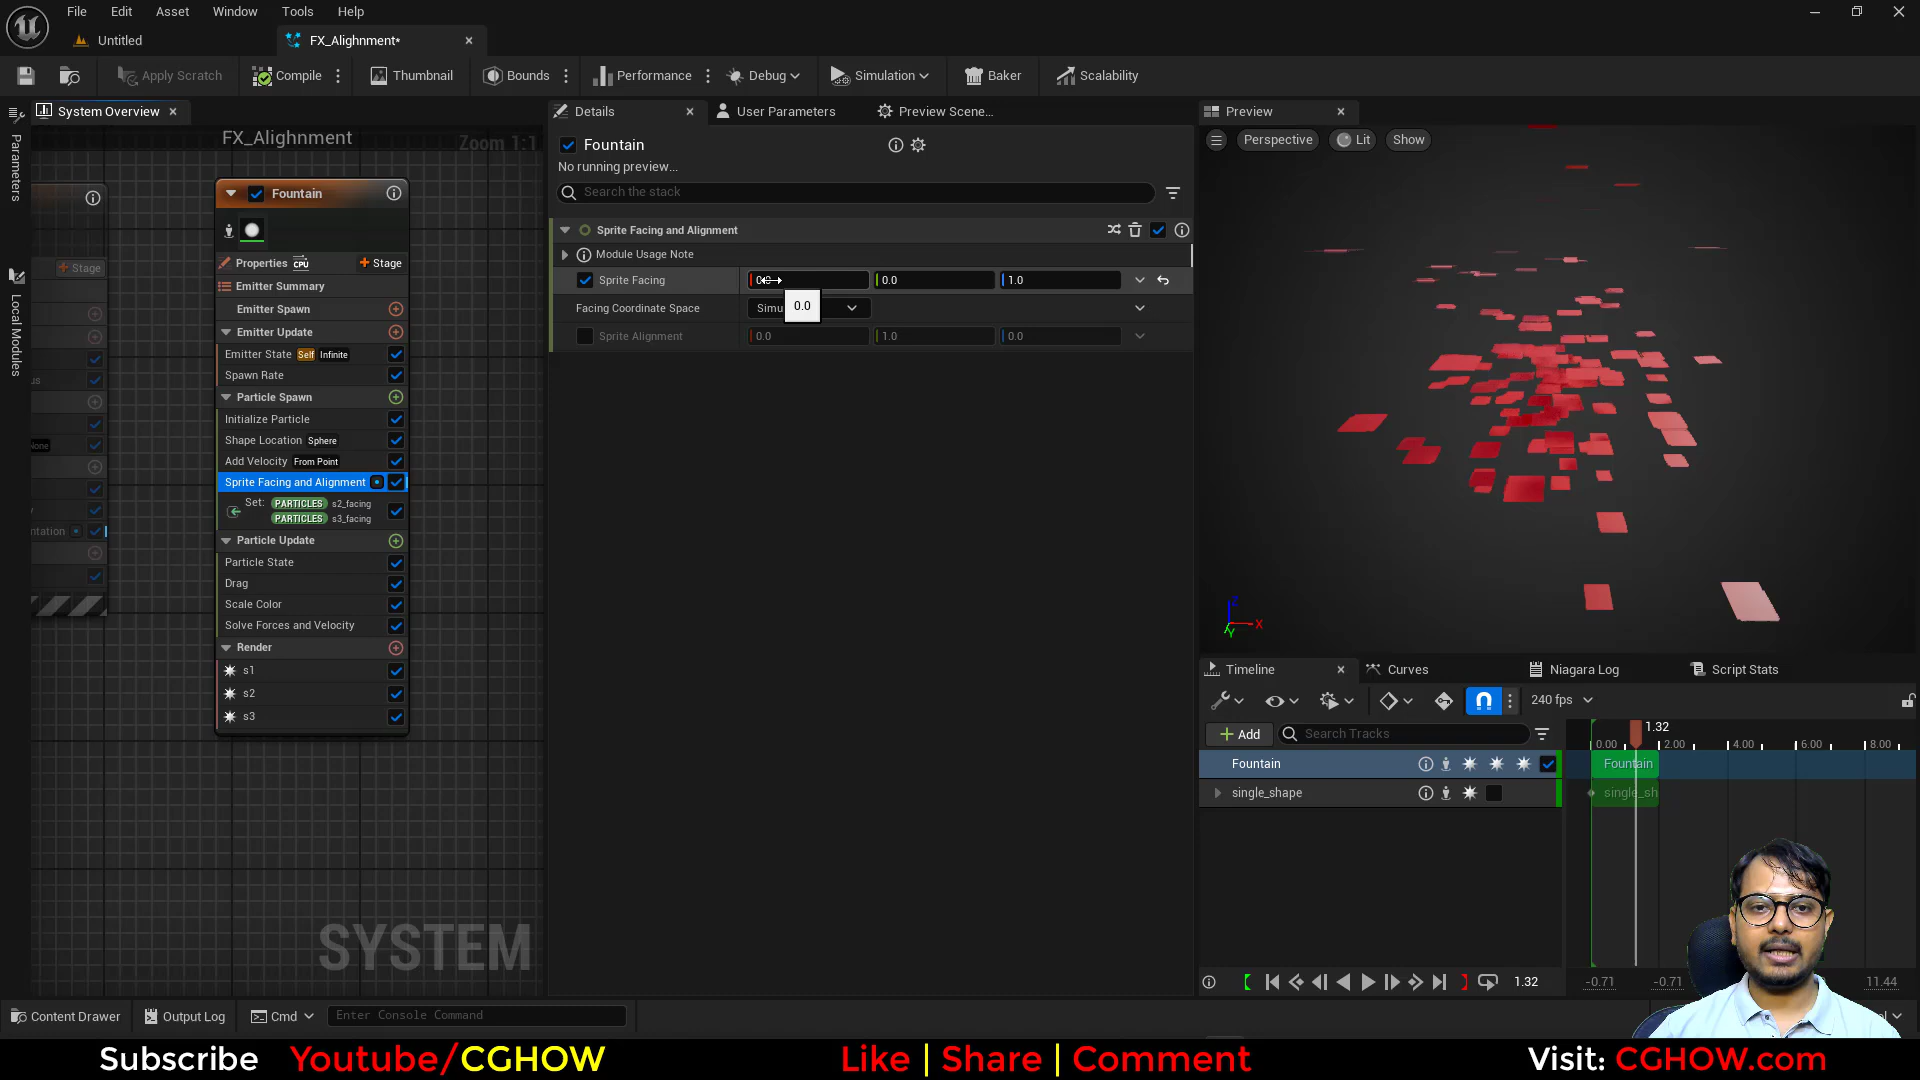 File Edit Asset Window Tools Help
Untitled
FX_Alighnment*
Apply Scratch
Compile
Thumbnail
Bounds
Performance
Debug
Simulation
Baker
Scalability
Parameters
Local Modules
System Overview
FX_Alighnment
Zoom 1:1
Stage
None
Fountain
Properties CPU
Stage
Emitter Summary
Emitter Spawn
Emitter Update
Emitter State Self Infinite
Spawn Rate
Particle Spawn
Initialize Particle
Shape Location Sphere
Add Velocity From Point
Sprite Facing and Alignment
Set: PARTICLES s2_facing
PARTICLES s3_facing
Particle Update
Particle State
Drag
Scale Color
Solve Forces and Velocity
Render
s1
s2
s3
SYSTEM
Details
User Parameters
Preview Scene...
Fountain
No running preview...
Search the stack
Sprite Facing and Alignment
Module Usage Note
Sprite Facing 0.0 1.0
Facing Coordinate Space Simu
0.0
Sprite Alignment 0.0 1.0 0.0
Preview
Perspective Lit Show
Z
X
Y
Timeline
Curves
Niagara Log
Script Stats
240 fps
Add
Search Tracks
1.32
0.00 2.00 4.00 6.00 8.00
Fountain
Fountain
single_shape
single_sh
1.32
-0.71 -0.71 11.44
Content Drawer
Output Log
Cmd
Enter Console Command
Subscribe Youtube/CGHOW Like | Share | Comment Visit: CGHOW.com